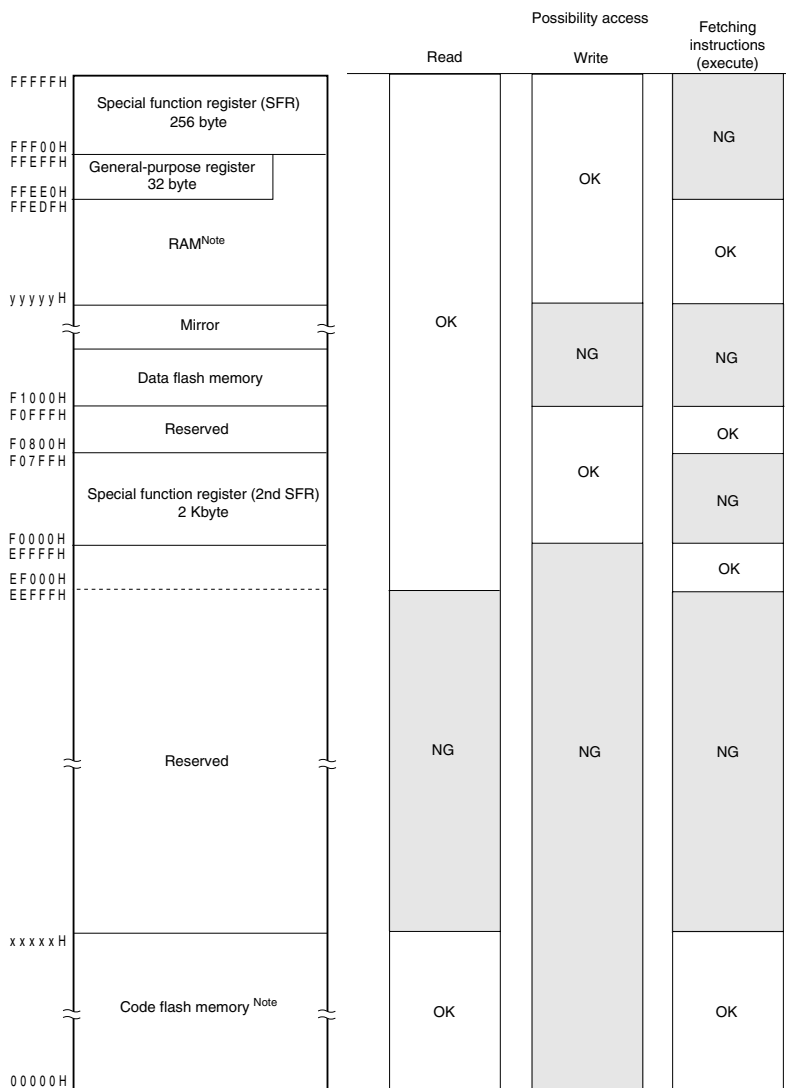 Possibility access
Read
Write
Fetching
instructions
(execute)
FFFFFH
Special function register (SFR)
256 byte
NG
FFF00H
FFEFFH
General-purpose register
32 byte
OK
FFEE0H
FFEDFH
RAM Note
OK
yyyyyH
Mirror
OK
NG
NG
Data flash memory
F1000H
F0FFFH
Reserved
OK
F0800H
F07FFH
OK
Special function register (2nd SFR)
2 Kbyte
NG
F0000H
EFFFFH
OK
EF000H
EEFFFH
Reserved
NG
NG
NG
xxxxxH
Code flash memory Note
OK
OK
00000H